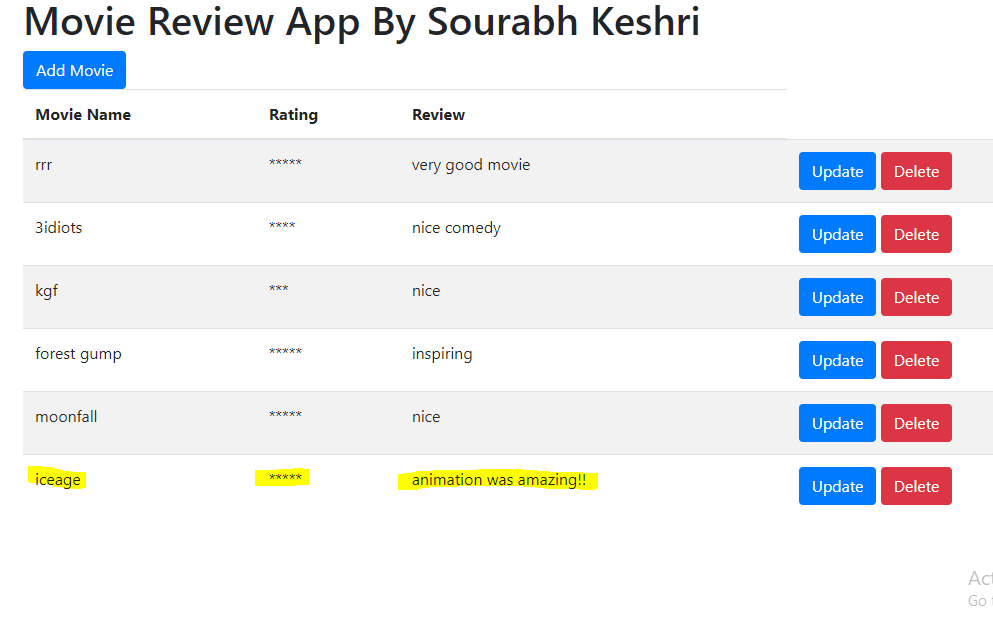 Movie Review App By Sourabh Keshri
Add Movie
Movie Name Rating Review
rrr ***** very good movie Update Delete
3idiots **** nice comedy Update Delete
kgf *** nice Update Delete
forest gump ***** inspiring Update Delete
moonfall ***** nice Update Delete
iceage ***** animation was amazing!! Update Delete
Go